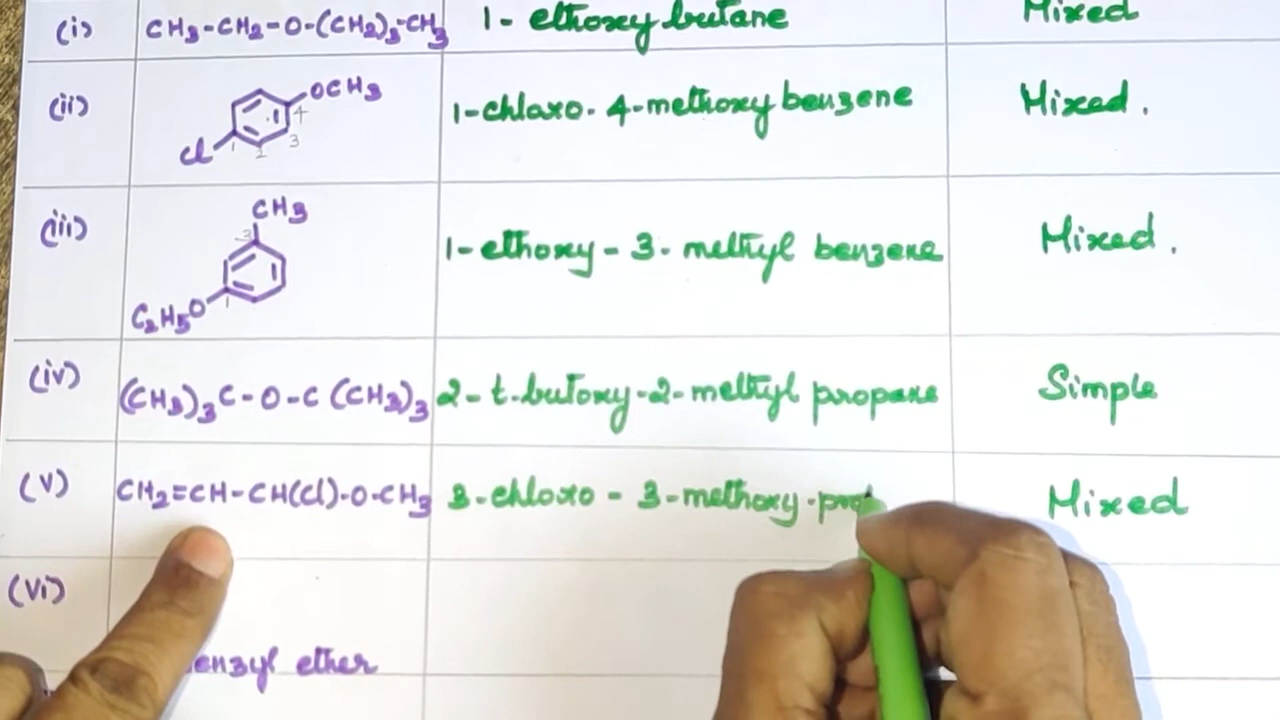 (i) CH3-CH2-O-(CH2)3-CH3 1- ethoxy butane Mixed
(ii) Cl OCH3 1 2 3 4 1-chloro-4-methoxy benzene Mixed.
(iii) CH3 C2H5O 1 3 1-ethoxy-3-methyl benzene Mixed.
(iv) (CH3)3C-O-C(CH3)3 2-t.butoxy-2-methyl propane Simple
(V) CH2=CH-CH(Cl)-O-CH3 3-chloro-3-methoxy-prop Mixed
(Vi)
enzyl ether